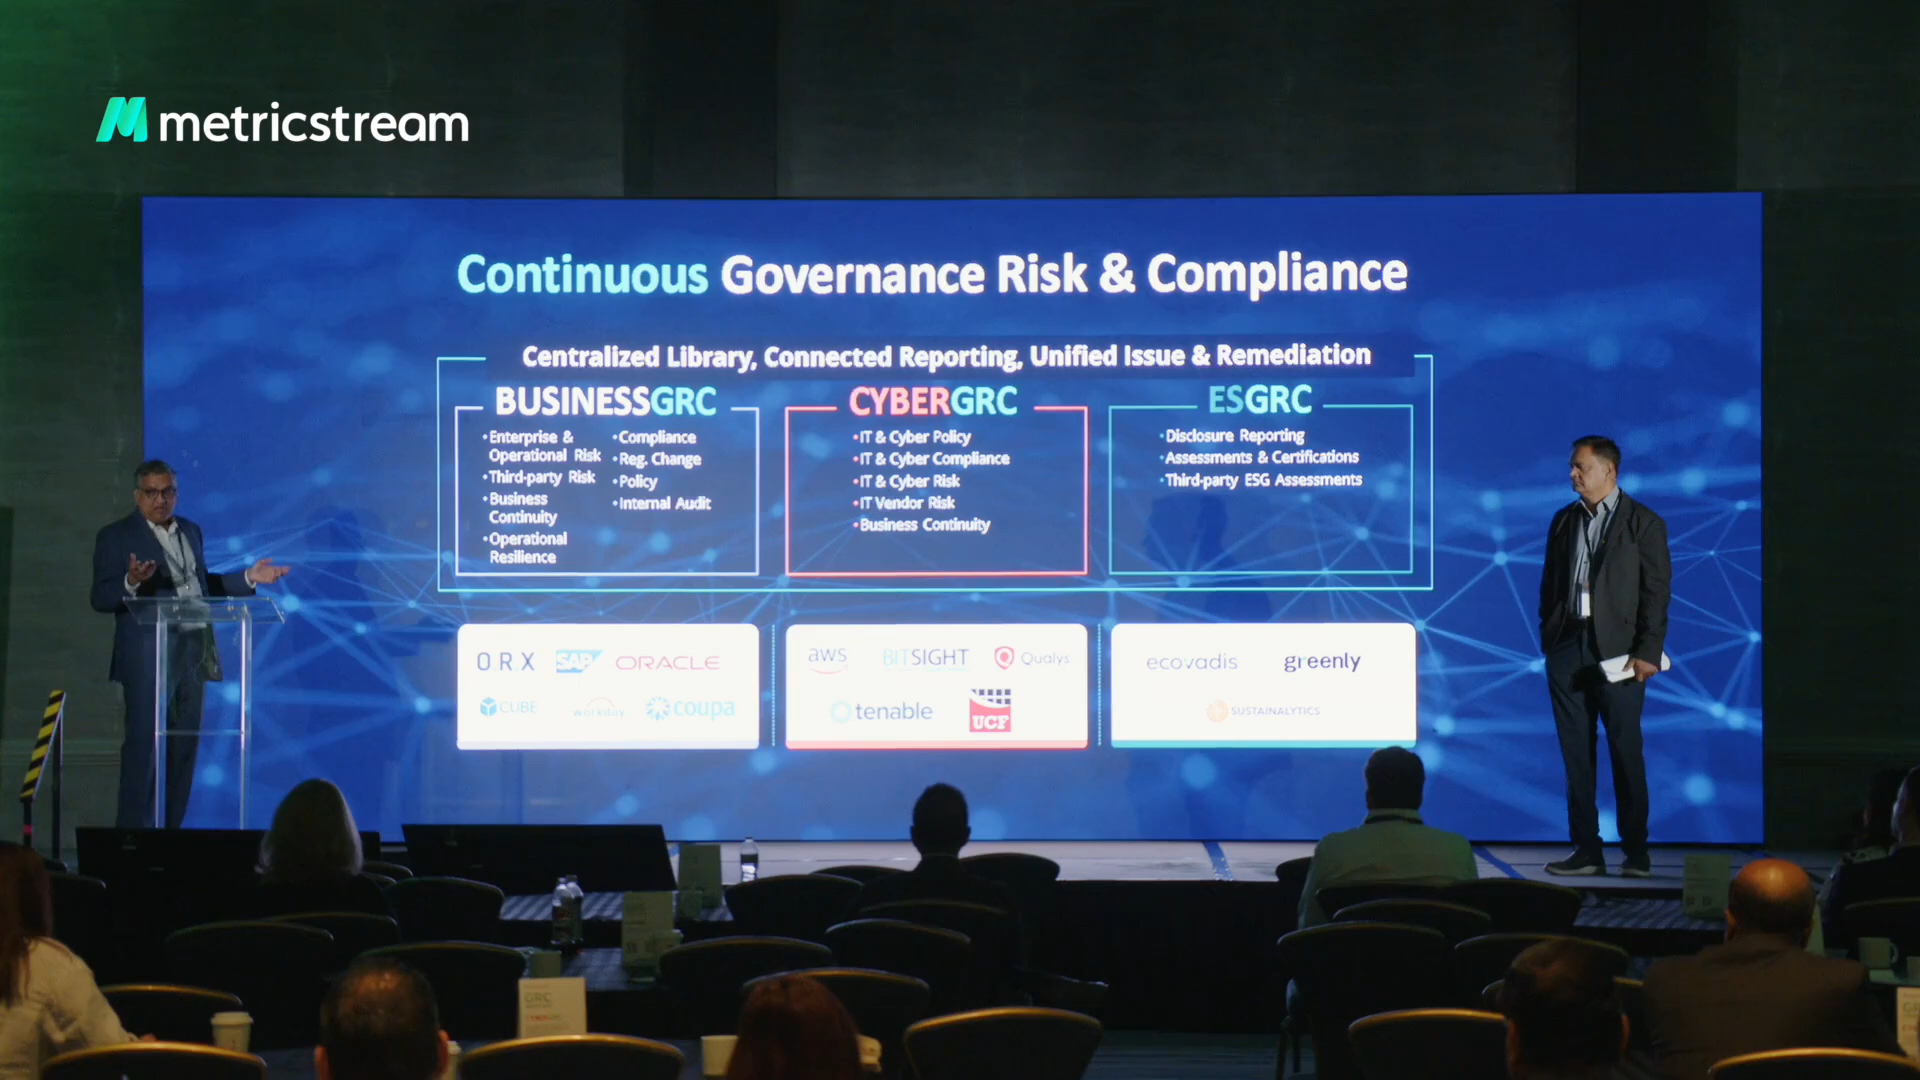 metricstream
Continuous Governance Risk & Compliance
Centralized Library, Connected Reporting, Unified Issue & Remediation
BUSINESSGRC
•Enterprise &
Operational Risk
•Third-party Risk
•Business
Continuity
•Operational
Resilience
•Compliance
•Reg. Change
•Policy
•Internal Audit
CYBERGRC
•IT & Cyber Policy
•IT & Cyber Compliance
•IT & Cyber Risk
•IT Vendor Risk
•Business Continuity
ESGRC
•Disclosure Reporting
•Assessments & Certifications
•Third-party ESG Assessments
ORX SAP ORACLE
CUBE workday coupa
aws BITSIGHT Qualys
tenable UCF
ecovadis greenly
SUSTAINALYTICS
GRC